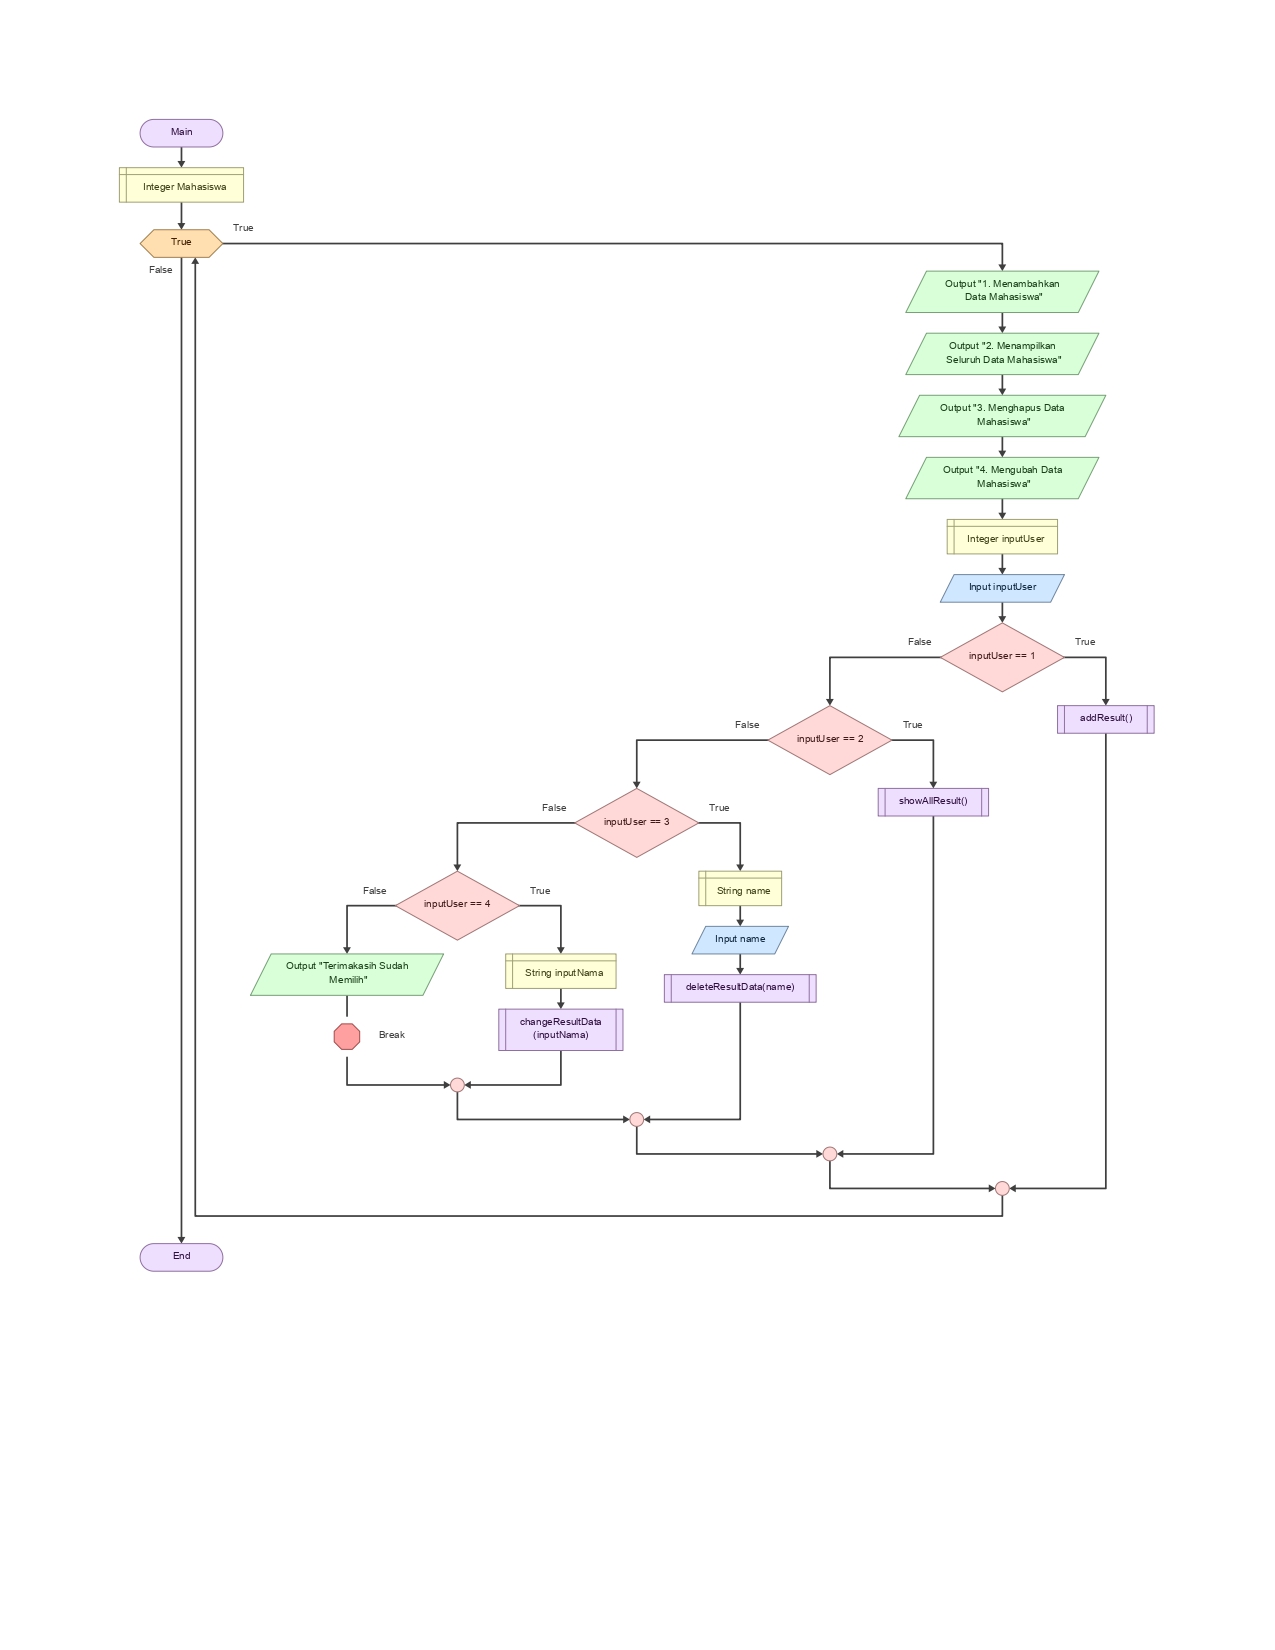 Main
Integer Mahasiswa
True
True
False
Output "1. Menambahkan
Data Mahasiswa"
Output "2. Menampilkan
Seluruh Data Mahasiswa"
Output "3. Menghapus Data
Mahasiswa"
Output "4. Mengubah Data
Mahasiswa"
Integer inputUser
Input inputUser
False
inputUser == 1
True
addResult()
False
inputUser == 2
True
showAllResult()
False
inputUser == 3
True
String name
Input name
deleteResultData(name)
False
inputUser == 4
True
Output "Terimakasih Sudah
Memilih"
Break
String inputNama
changeResultData
(inputNama)
End